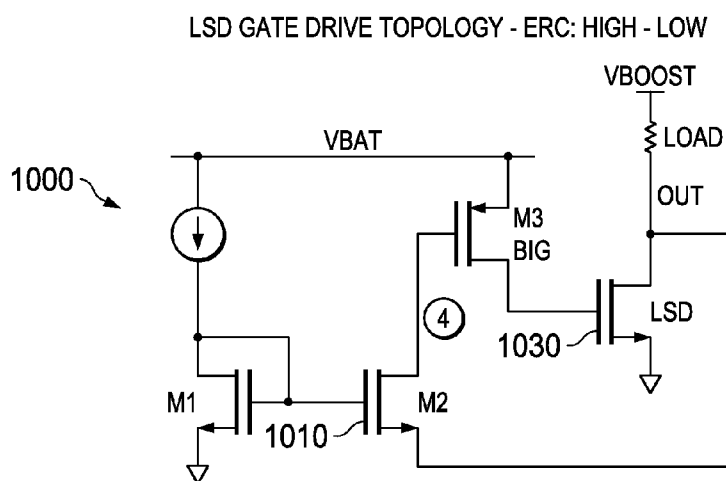 LSD GATE DRIVE TOPOLOGY - ERC: HIGH - LOW
VBOOST
VBAT
LOAD
1000
OUT
M3
BIG
4
LSD
1030
M1
M2
1010